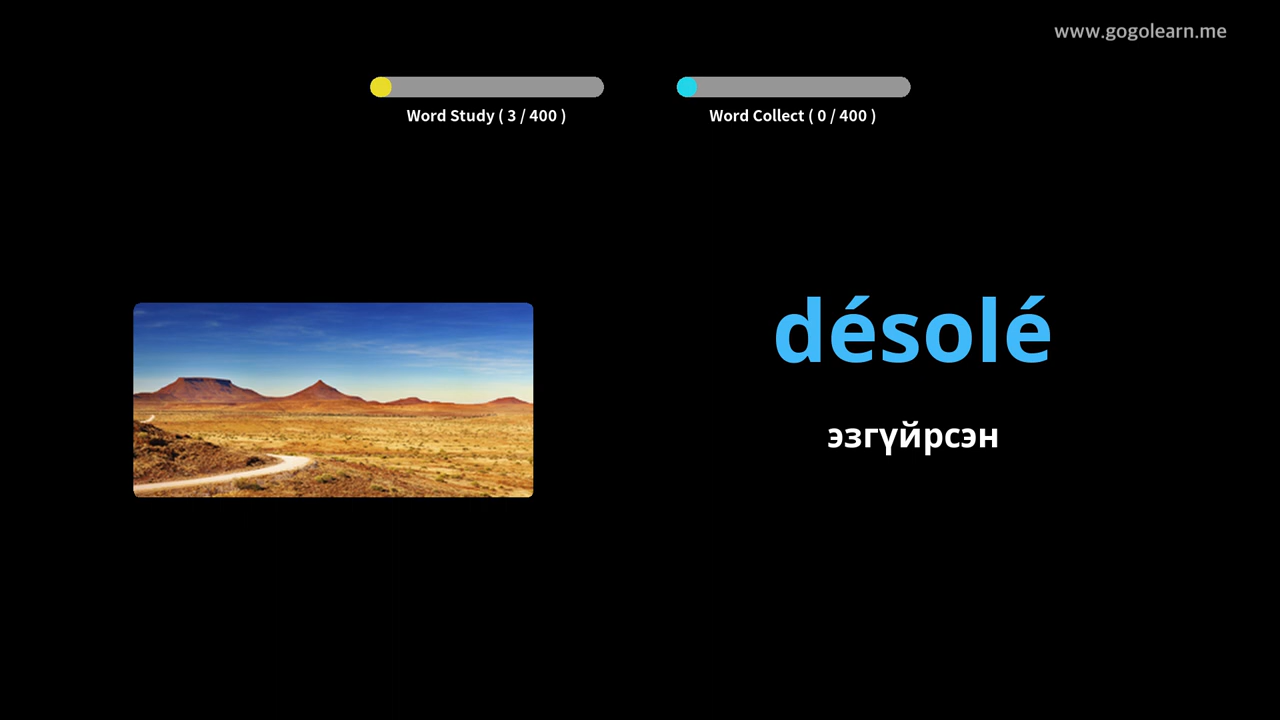 www.gogolearn.me
Word Study ( 3 / 400 )
Word Collect ( 0 / 400 )
désolé
эзгүйрсэн